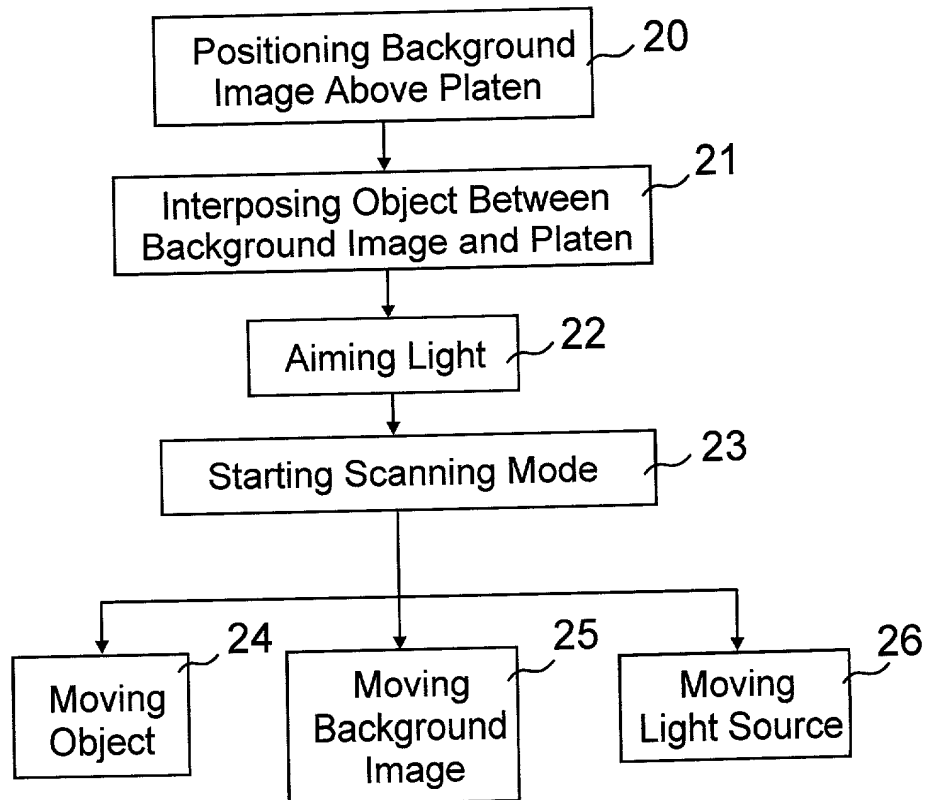 Positioning Background
Image Above Platen
20
Interposing Object Between
Background Image and Platen
21
Aiming Light
22
Starting Scanning Mode
23
Moving
Object
24
Moving
Background
Image
25
Moving
Light Source
26